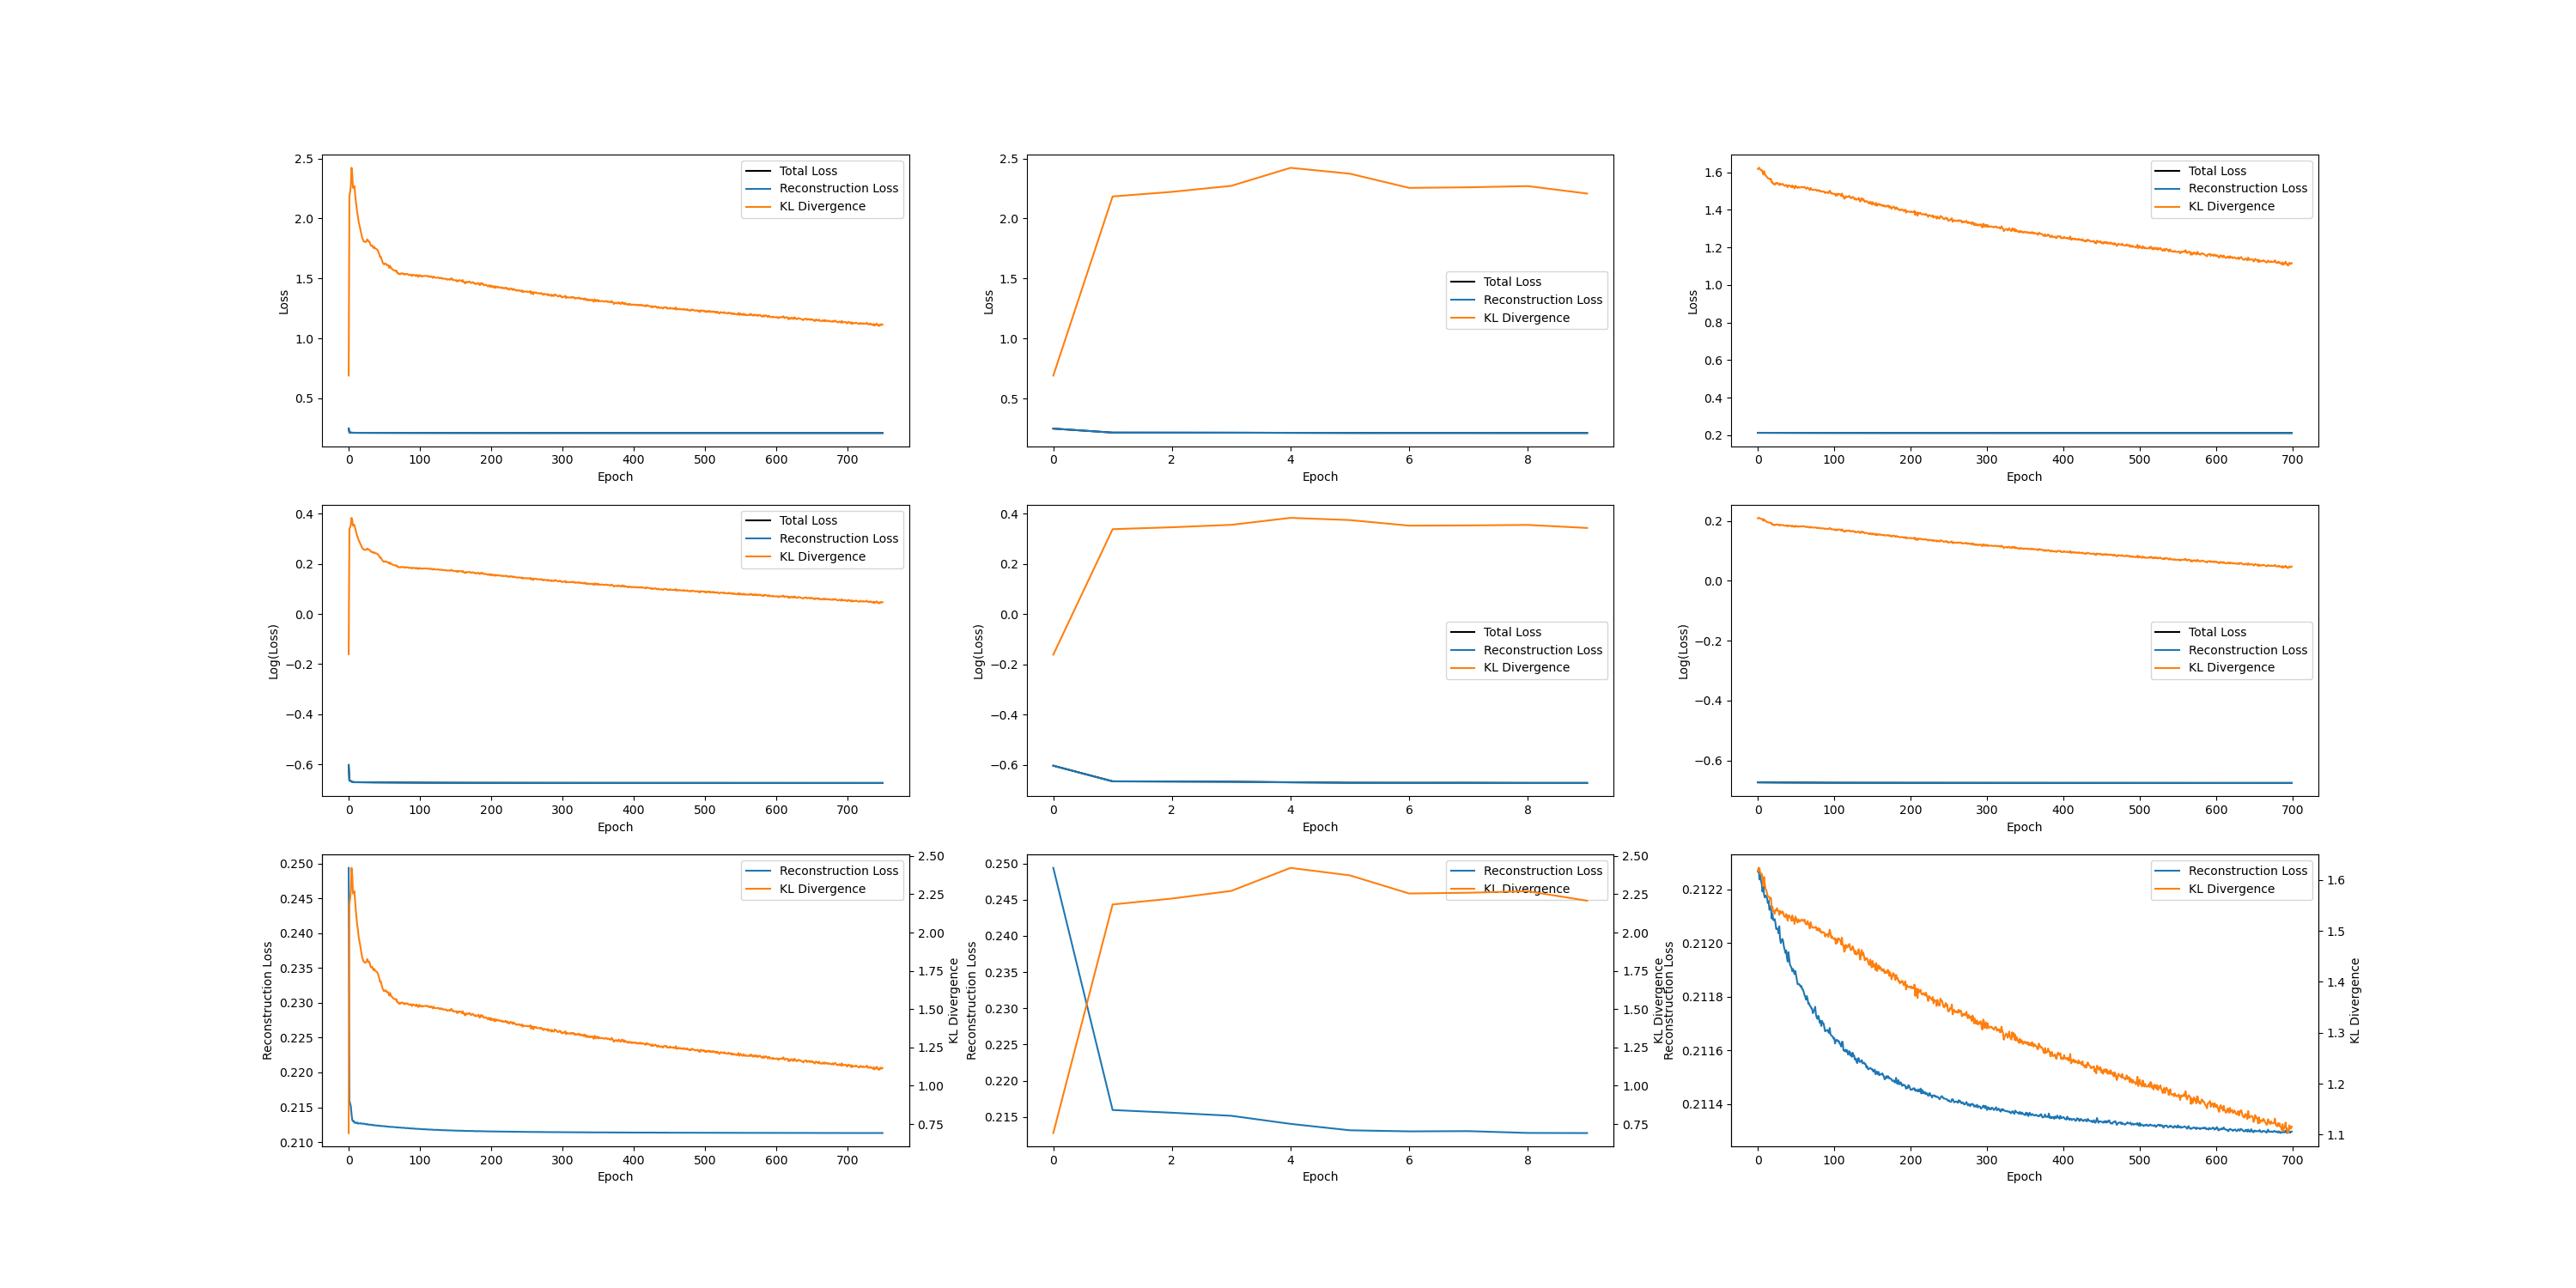 2.5
2.0
1.5
1.0
0.5
Loss
0 100 200 300 400 500 600 700
Epoch
Total Loss
Reconstruction Loss
KL Divergence
2.5
2.0
1.5
1.0
0.5
Loss
0 2 4 6 8
Epoch
Total Loss
Reconstruction Loss
KL Divergence
1.6
1.4
1.2
1.0
0.8
0.6
0.4
0.2
Loss
0 100 200 300 400 500 600 700
Epoch
Total Loss
Reconstruction Loss
KL Divergence
0.4
0.2
0.0
−0.2
−0.4
−0.6
Log(Loss)
0 100 200 300 400 500 600 700
Epoch
Total Loss
Reconstruction Loss
KL Divergence
0.4
0.2
0.0
−0.2
−0.4
−0.6
Log(Loss)
0 2 4 6 8
Epoch
Total Loss
Reconstruction Loss
KL Divergence
0.2
0.0
−0.2
−0.4
−0.6
Log(Loss)
0 100 200 300 400 500 600 700
Epoch
Total Loss
Reconstruction Loss
KL Divergence
0.250
0.245
0.240
0.235
0.230
0.225
0.220
0.215
0.210
Reconstruction Loss
0 100 200 300 400 500 600 700
Epoch
Reconstruction Loss
KL Divergence
2.50
2.25
2.00
1.75
1.50
1.25
1.00
0.75
KL Divergence
0.250
0.245
0.240
0.235
0.230
0.225
0.220
0.215
Reconstruction Loss
0 2 4 6 8
Epoch
Reconstruction Loss
KL Divergence
2.50
2.25
2.00
1.75
1.50
1.25
1.00
0.75
KL Divergence
0.2122
0.2120
0.2118
0.2116
0.2114
Reconstruction Loss
0 100 200 300 400 500 600 700
Epoch
Reconstruction Loss
KL Divergence
1.6
1.5
1.4
1.3
1.2
1.1
KL Divergence